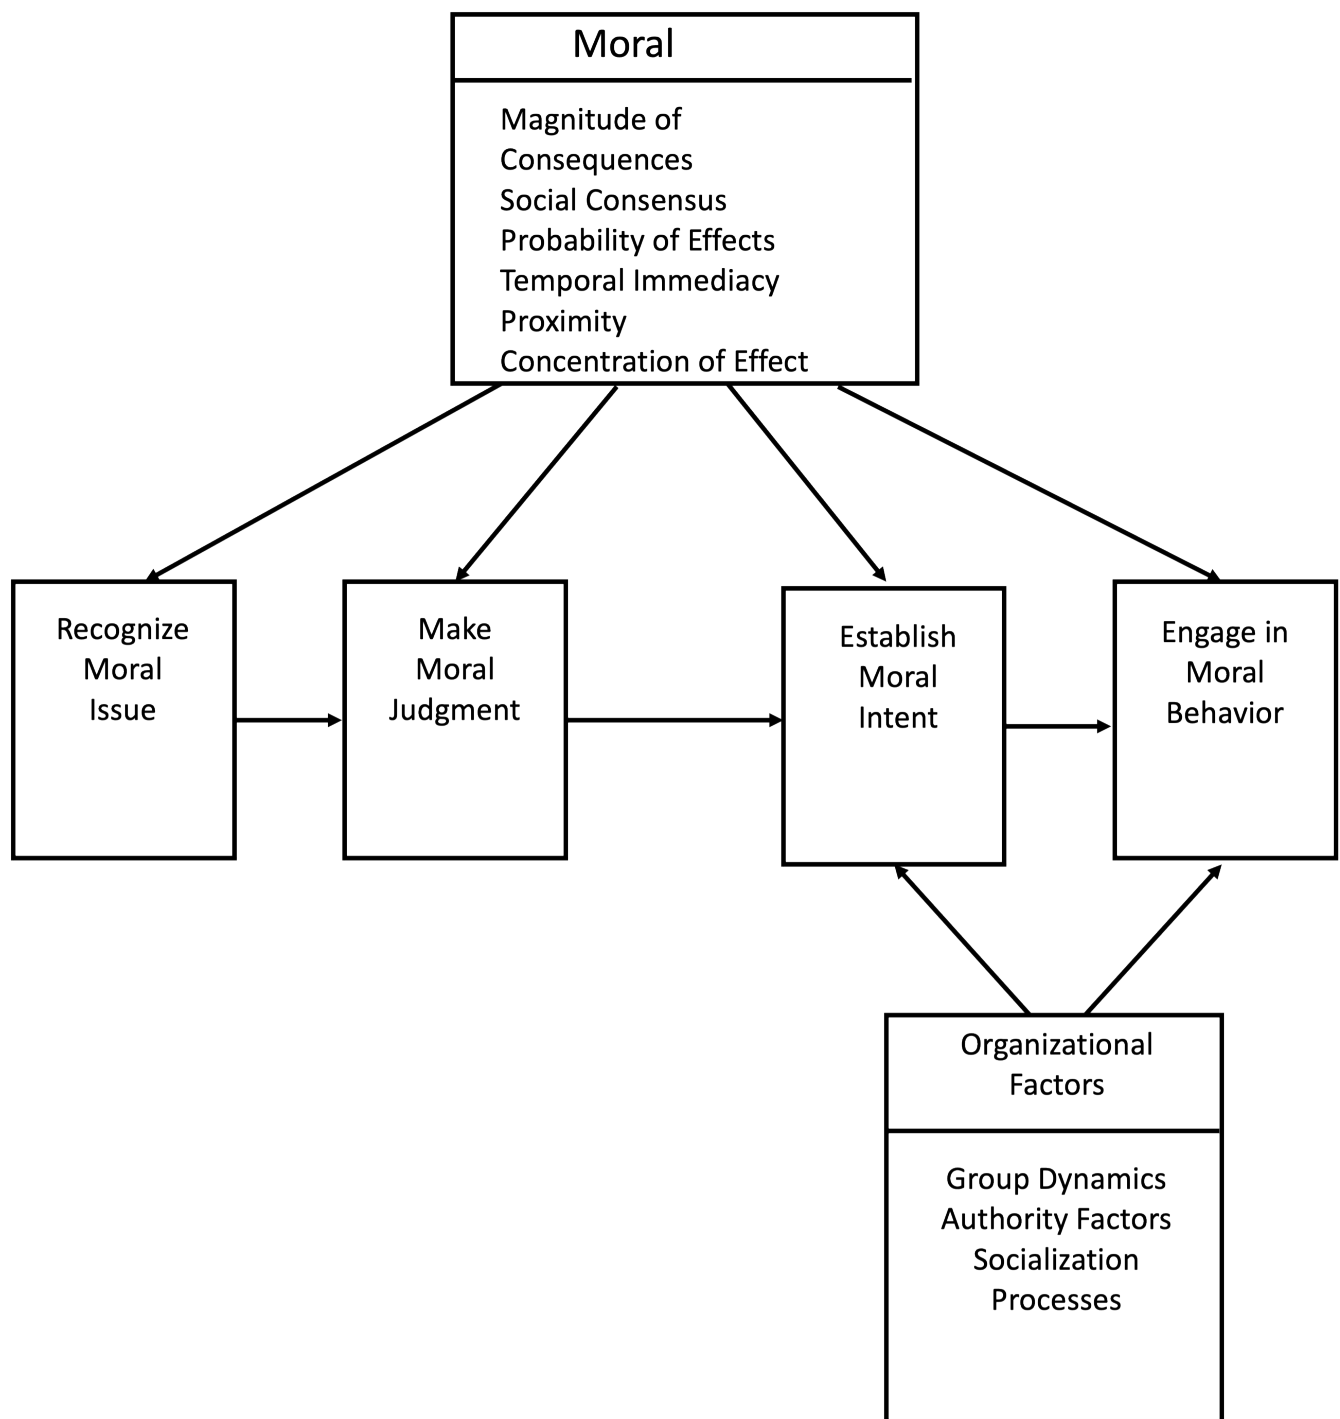 Moral
Magnitude of
Consequences
Social Consensus
Probability of Effects
Temporal Immediacy
Proximity
Concentration of Effect
Recognize
Moral
Issue
Make
Moral
Judgment
Establish
Moral
Intent
Engage in
Moral
Behavior
Organizational
Factors
Group Dynamics
Authority Factors
Socialization
Processes